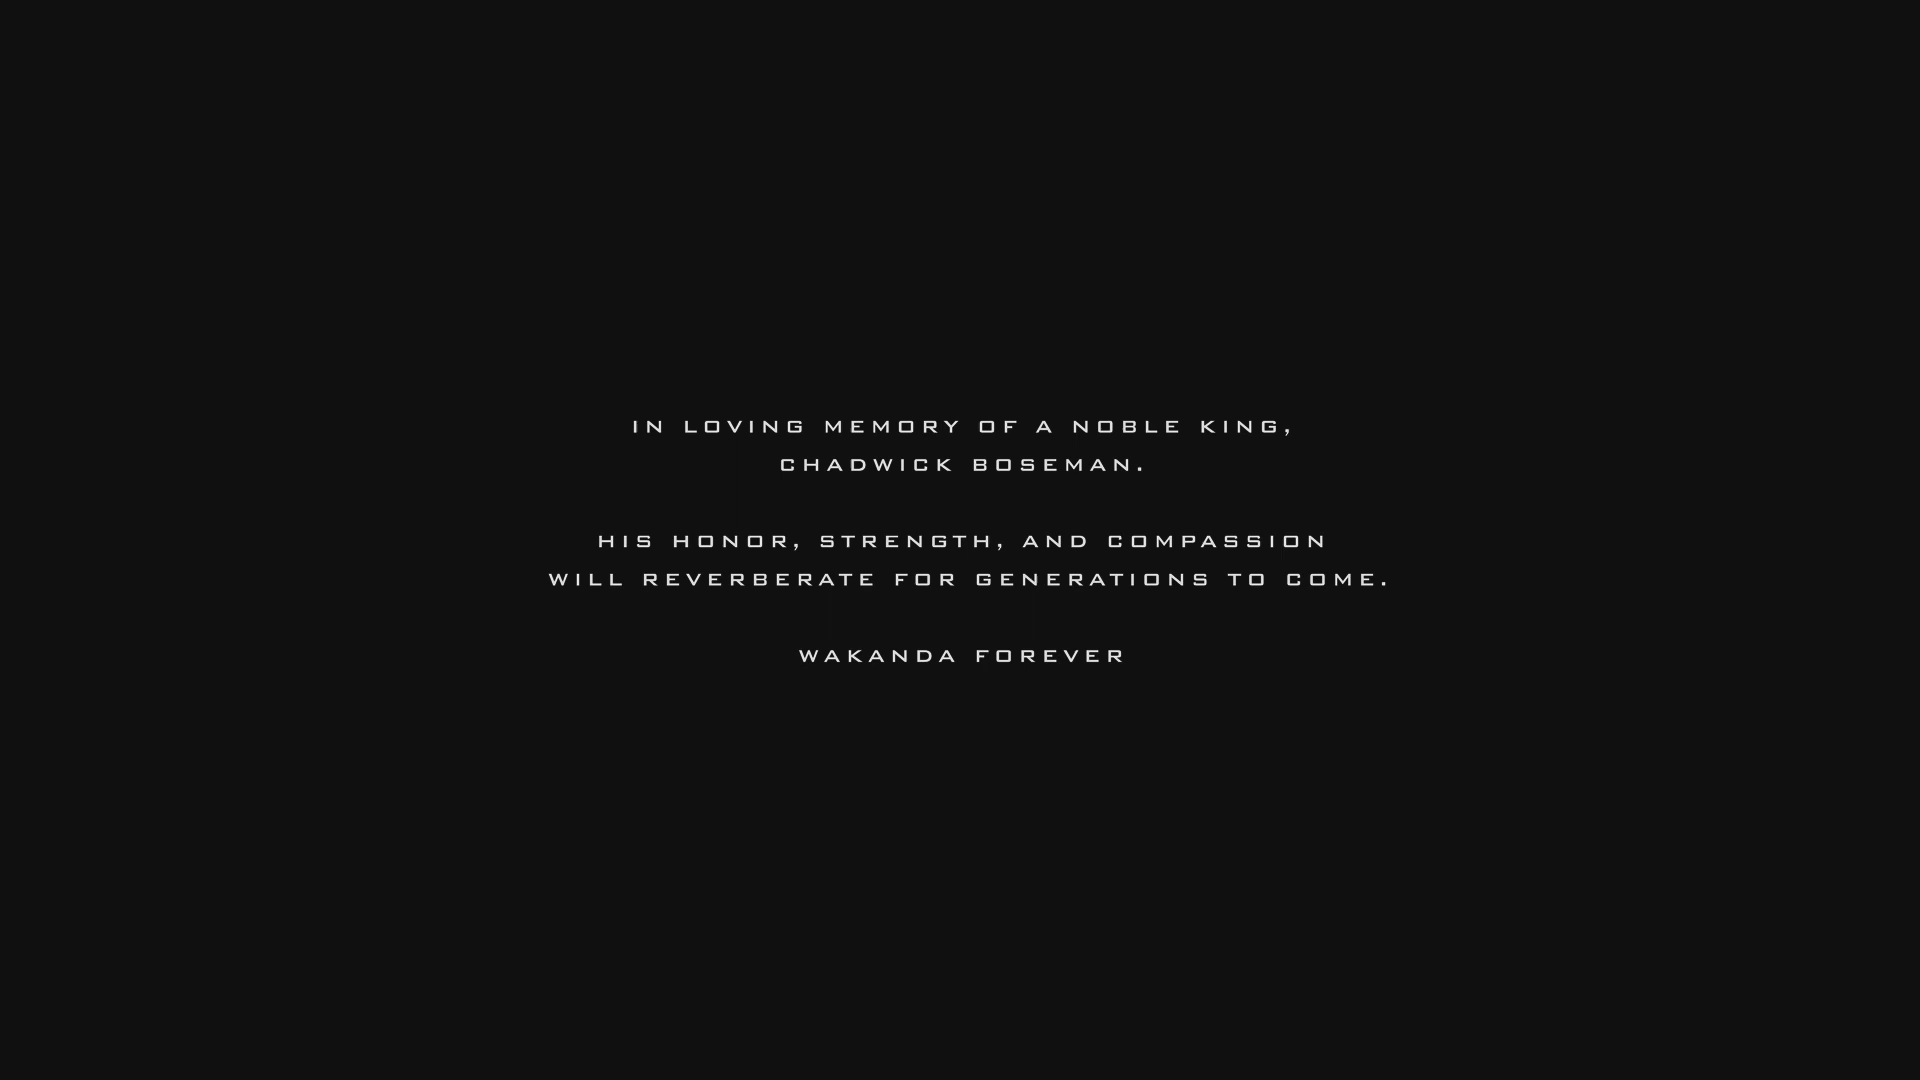 IN LOVING MEMORY OF A NOBLE KING,
CHADWICK BOSEMAN.
HIS HONOR, STRENGTH, AND COMPASSION
WILL REVERBERATE FOR GENERATIONS TO COME.
WAKANDA FOREVER